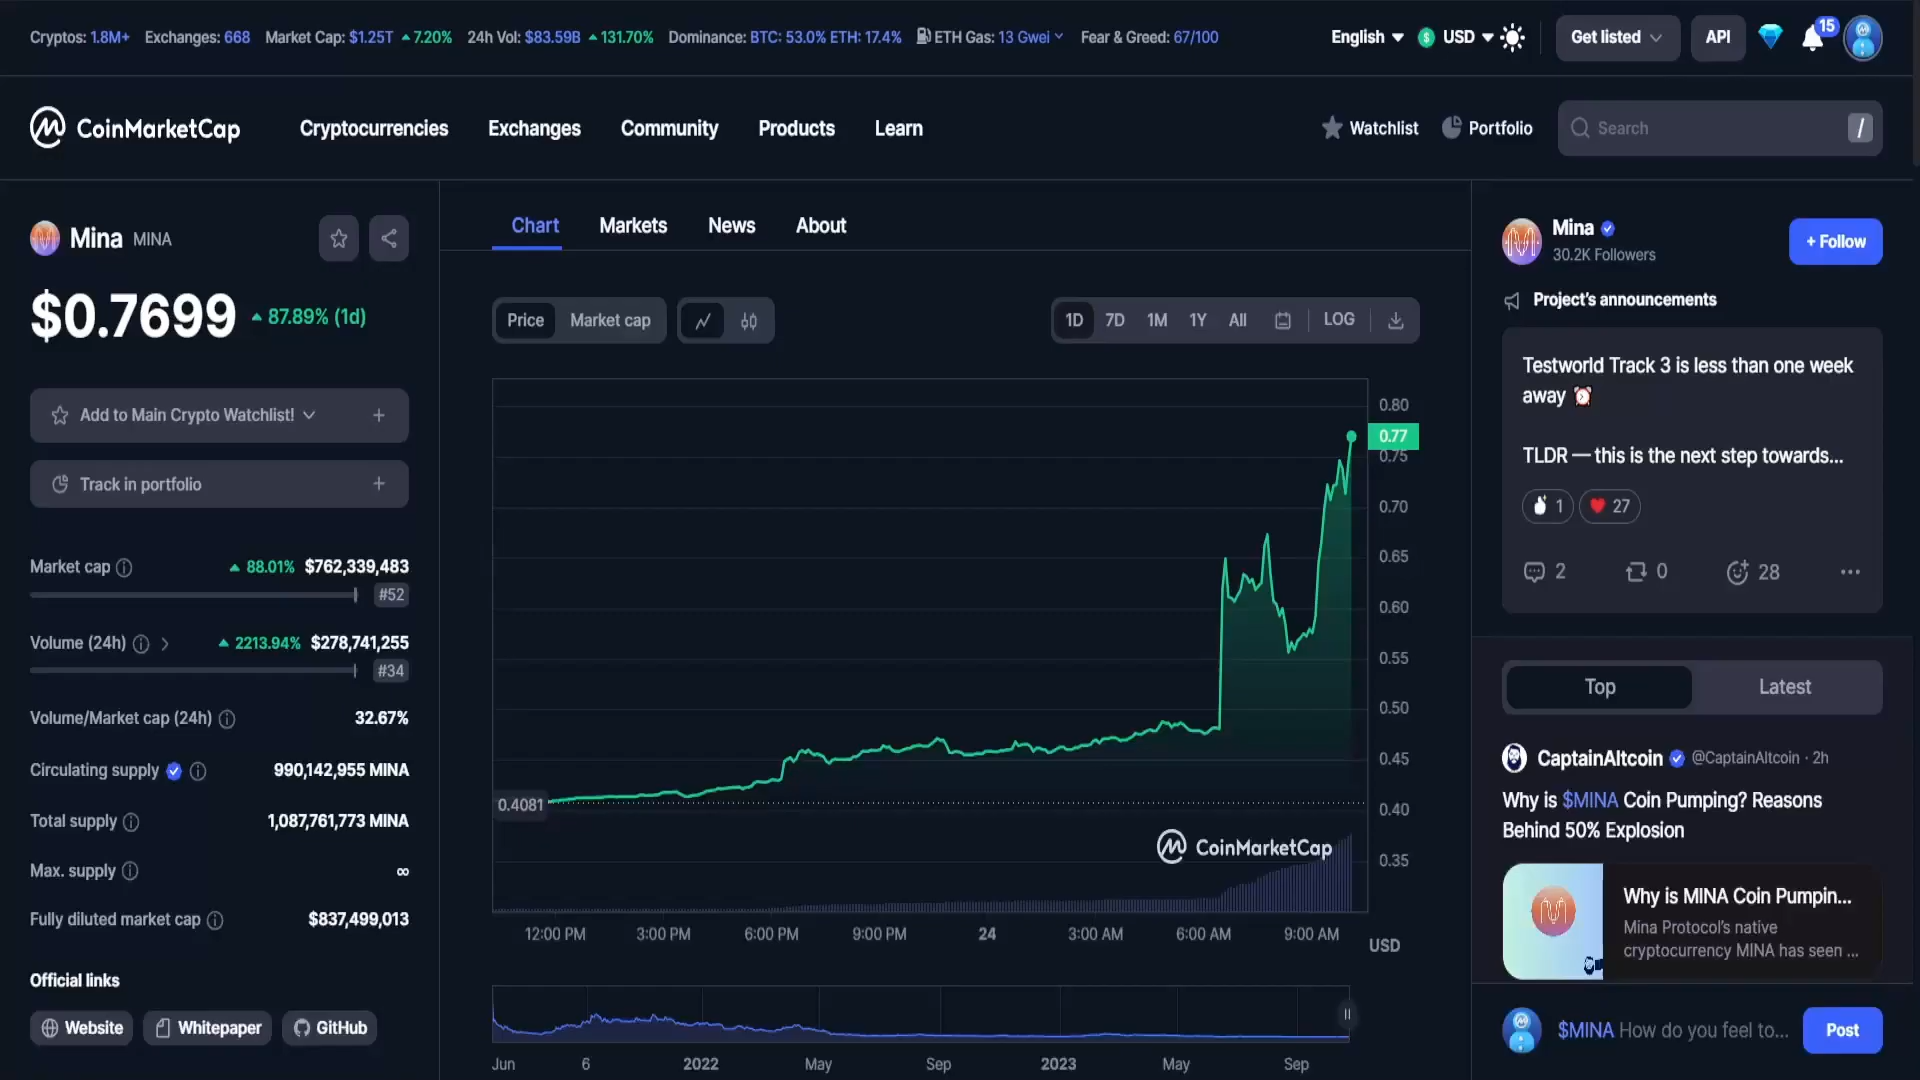 Cryptos: 1.8M+ Exchanges: 668 Market Cap: $1.25T 7.20% 24h Vol: $83.59B 131.70% Dominance: BTC: 53.0% ETH: 17.4% ETH Gas: 13 Gwei Fear & Greed: 67/100 English USD Get listed API 15
CoinMarketCap Cryptocurrencies Exchanges Community Products Learn Watchlist Portfolio Search /
Mina MINA
$0.7699 87.89% (1d)
Add to Main Crypto Watchlist! +
Track in portfolio +
Market cap 88.01% $762,339,483
#52
Volume (24h) 2213.94% $278,741,255
#34
Volume/Market cap (24h) 32.67%
Circulating supply 990,142,955 MINA
Total supply 1,087,761,773 MINA
Max. supply ∞
Fully diluted market cap $837,499,013
Official links
Website Whitepaper GitHub
Chart Markets News About
Price Market cap 1D 7D 1M 1Y All LOG
0.80
0.77
0.75
0.70
0.65
0.60
0.55
0.50
0.45
0.4081
0.40
CoinMarketCap
0.35
12:00 PM 3:00 PM 6:00 PM 9:00 PM 24 3:00 AM 6:00 AM 9:00 AM
USD
Jun 6 2022 May Sep 2023 May Sep
Mina
30.2K Followers
+ Follow
Project's announcements
Testworld Track 3 is less than one week
away
TLDR — this is the next step towards...
1 27
2 0 28
Top Latest
CaptainAltcoin @CaptainAltcoin · 2h
Why is $MINA Coin Pumping? Reasons
Behind 50% Explosion
Why is MINA Coin Pumpin...
Mina Protocol's native
cryptocurrency MINA has seen ...
$MINA How do you feel to... Post